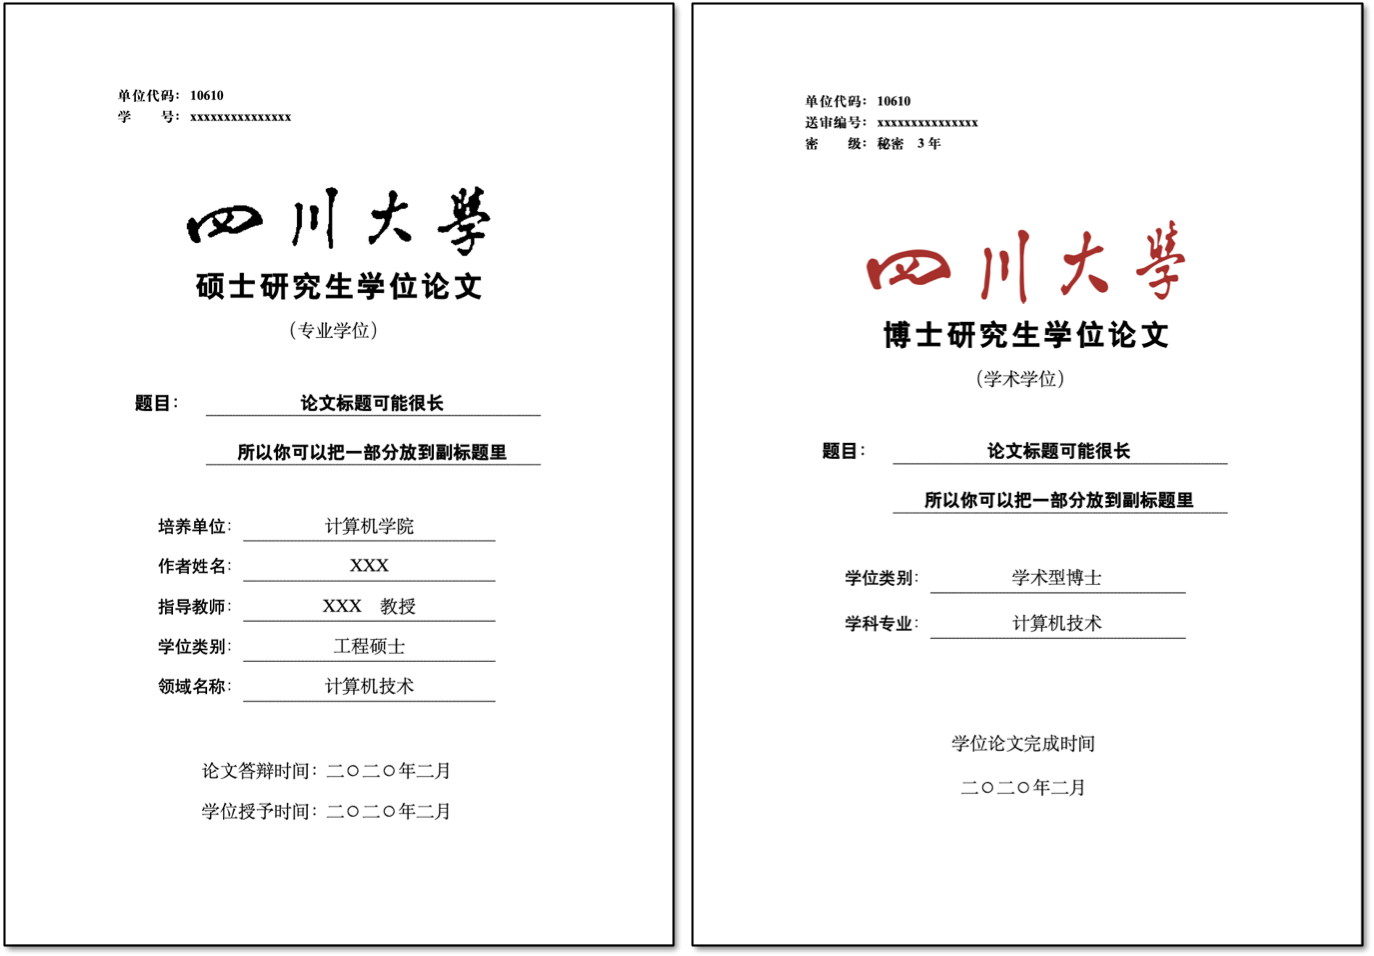 单位代码：10610
学　　号：xxxxxxxxxxxxxxx
四川大學
硕士研究生学位论文
（专业学位）
题目：论文标题可能很长
所以你可以把一部分放到副标题里
培养单位：计算机学院
作者姓名：XXX
指导教师：XXX　教授
学位类别：工程硕士
领域名称：计算机技术
论文答辩时间：二〇二〇年二月
学位授予时间：二〇二〇年二月
单位代码：10610
送审编号：xxxxxxxxxxxxxxx
密　　级：秘密　3 年
四川大學
博士研究生学位论文
（学术学位）
题目：论文标题可能很长
所以你可以把一部分放到副标题里
学位类别：学术型博士
学科专业：计算机技术
学位论文完成时间
二〇二〇年二月